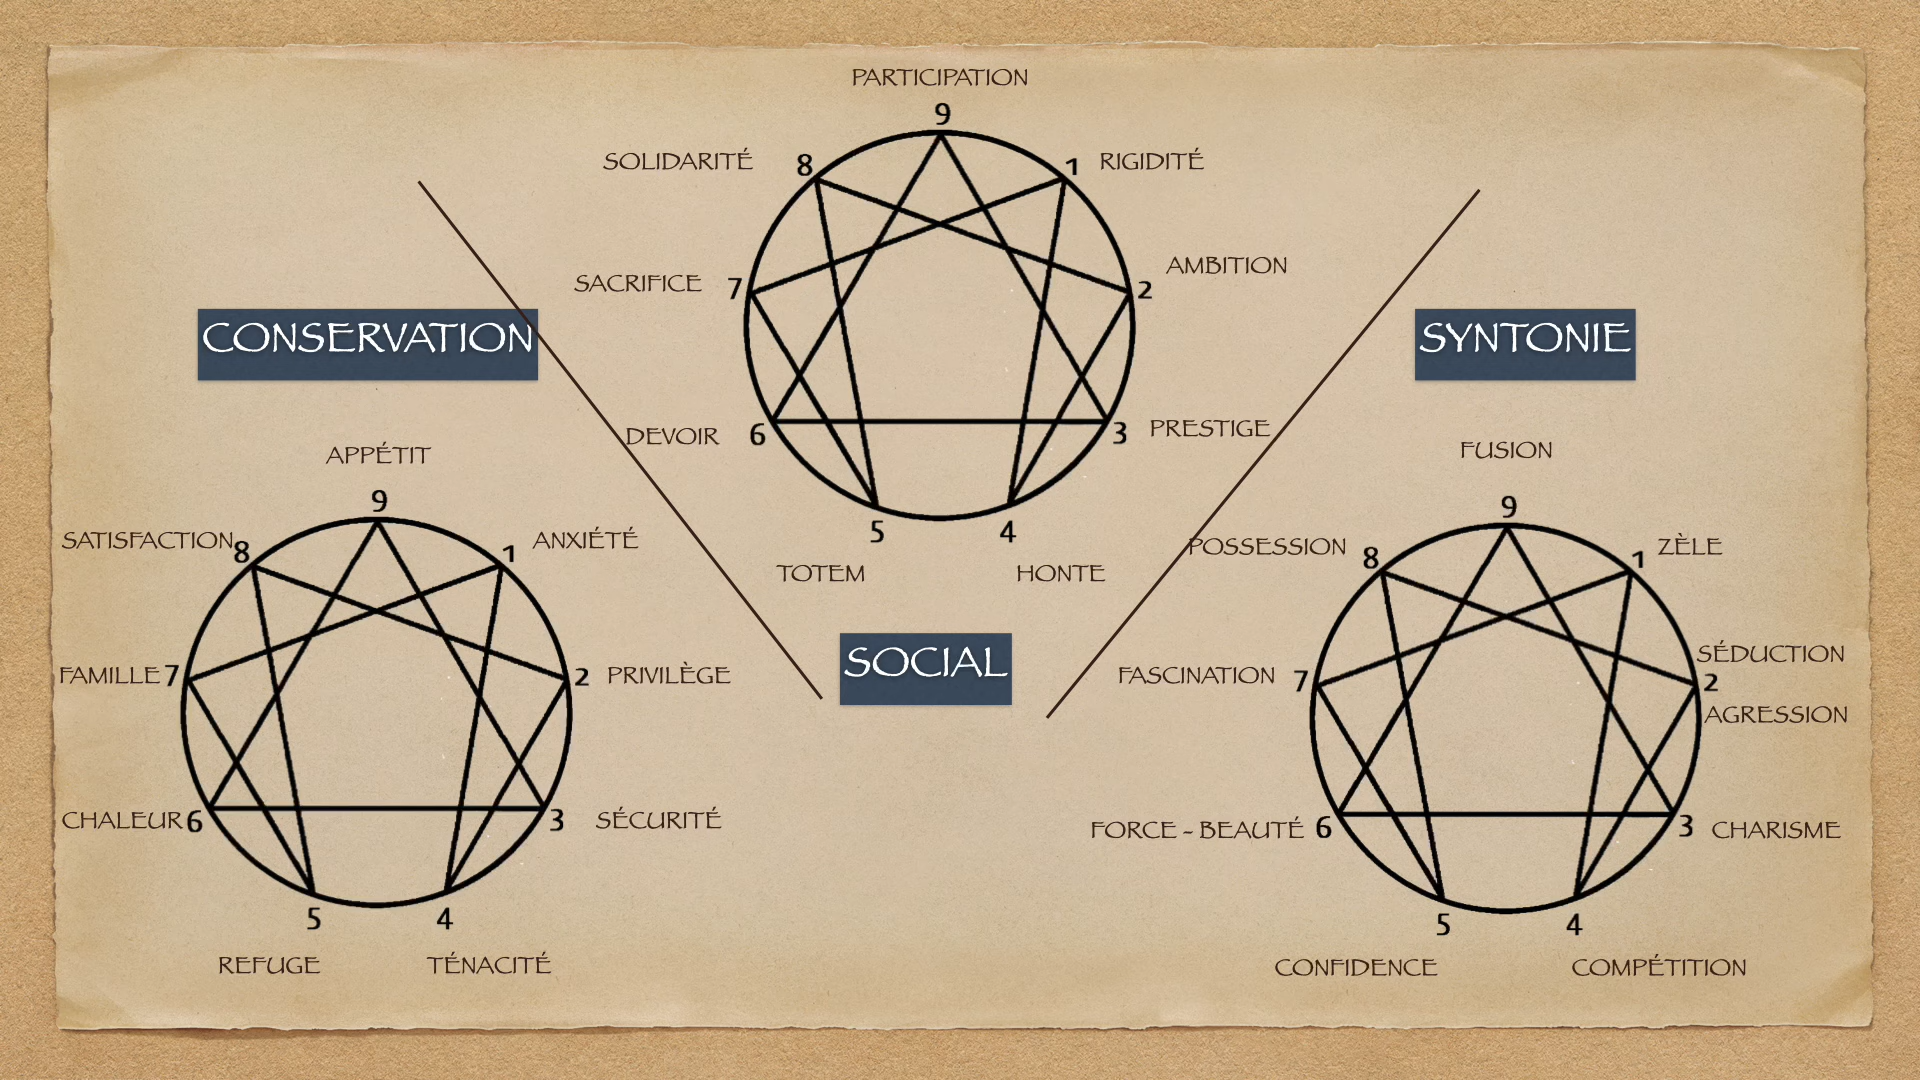 PARTICIPATION
9
SOLIDARITÉ 8 1 RIGIDITÉ
SACRIFICE 7 2 AMBITION
DEVOIR 6 3 PRESTIGE
5 4
TOTEM HONTE
SOCIAL
CONSERVATION
APPÉTIT
9
SATISFACTION 8 1 ANXIÉTÉ
FAMILLE 7 2 PRIVILÈGE
CHALEUR 6 3 SÉCURITÉ
5 4
REFUGE TÉNACITÉ
SYNTONIE
FUSION
9
POSSESSION 8 1 ZÈLE
FASCINATION 7 2 SÉDUCTION
AGRESSION
FORCE - BEAUTÉ 6 3 CHARISME
5 4
CONFIDENCE COMPÉTITION